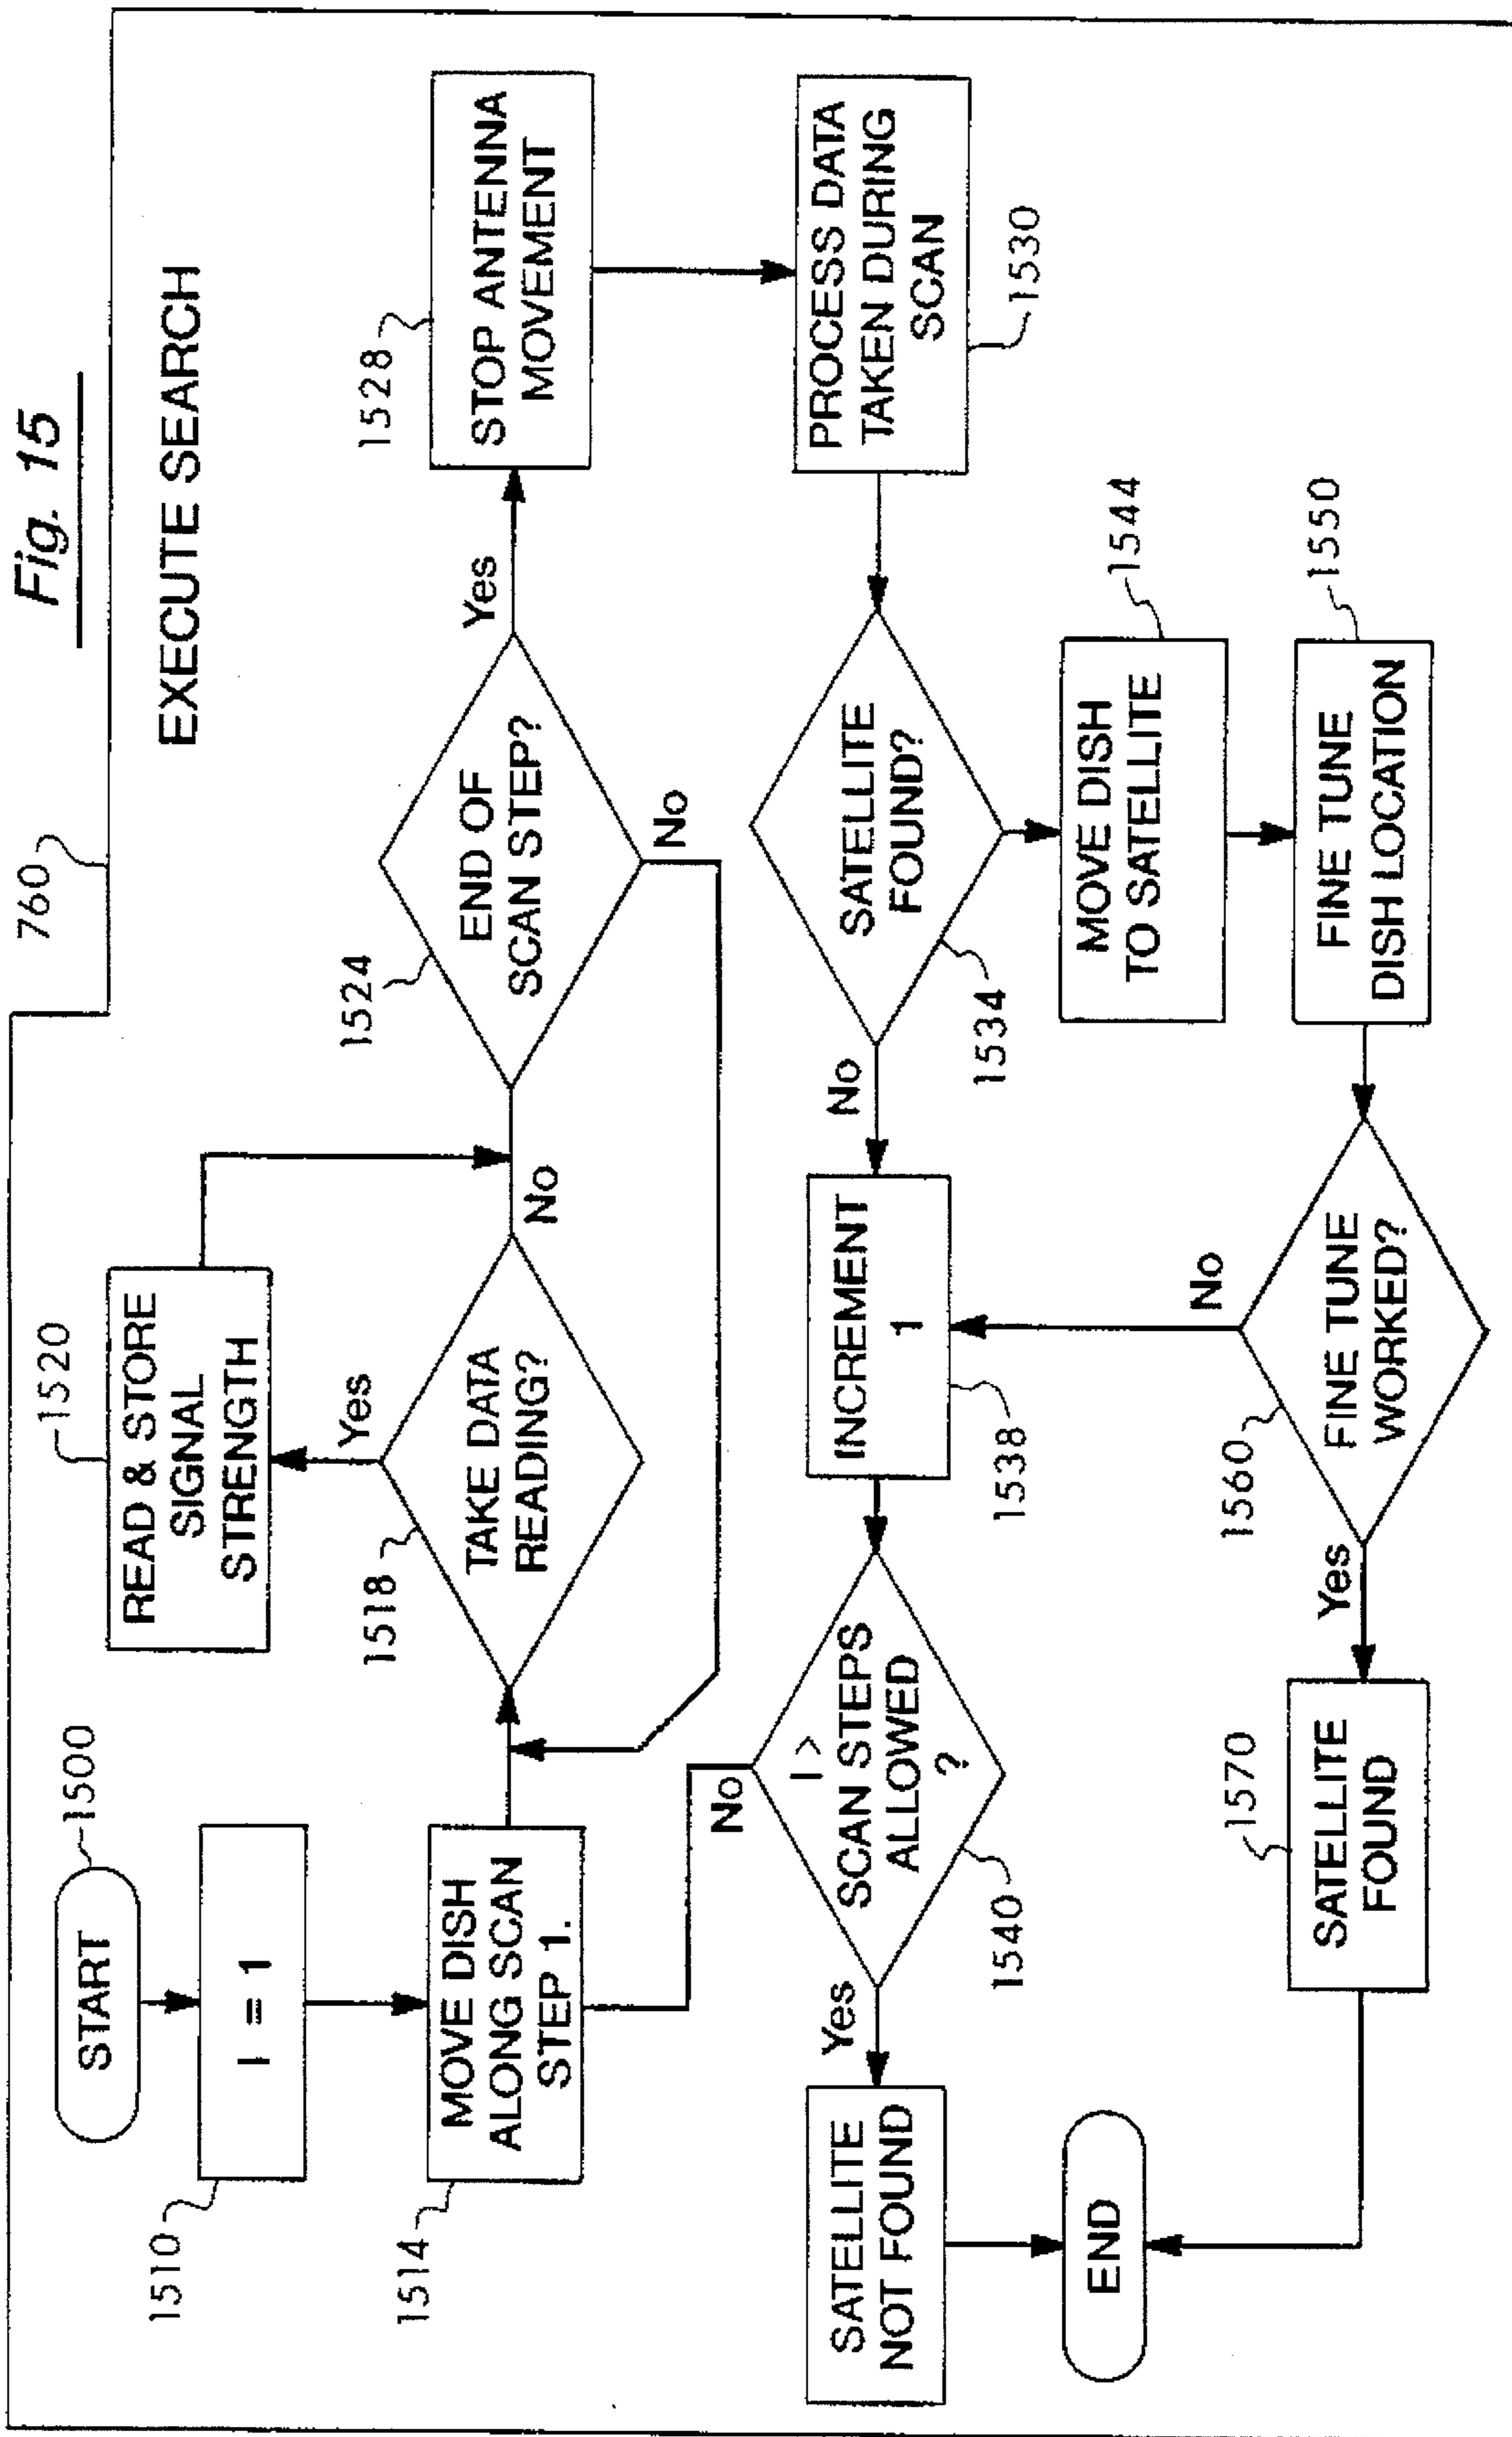 Fig. 15
760
EXECUTE SEARCH
START
1500
I = 1
1510
MOVE DISH
ALONG SCAN
STEP 1.
1514
TAKE DATA
READING?
1518
Yes
No
READ & STORE
SIGNAL
STRENGTH
1520
END OF
SCAN STEP?
1524
Yes
No
STOP ANTENNA
MOVEMENT
1528
PROCESS DATA
TAKEN DURING
SCAN
1530
SATELLITE
FOUND?
1534
No
INCREMENT
1
1538
I >
SCAN STEPS
ALLOWED
?
1540
No
Yes
SATELLITE
NOT FOUND
END
MOVE DISH
TO SATELLITE
1544
FINE TUNE
DISH LOCATION
1550
FINE TUNE
WORKED?
1560
No
Yes
SATELLITE
FOUND
1570